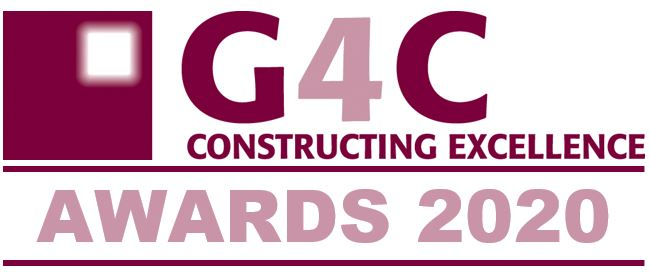 G4C
CONSTRUCTING EXCELLENCE
AWARDS 2020